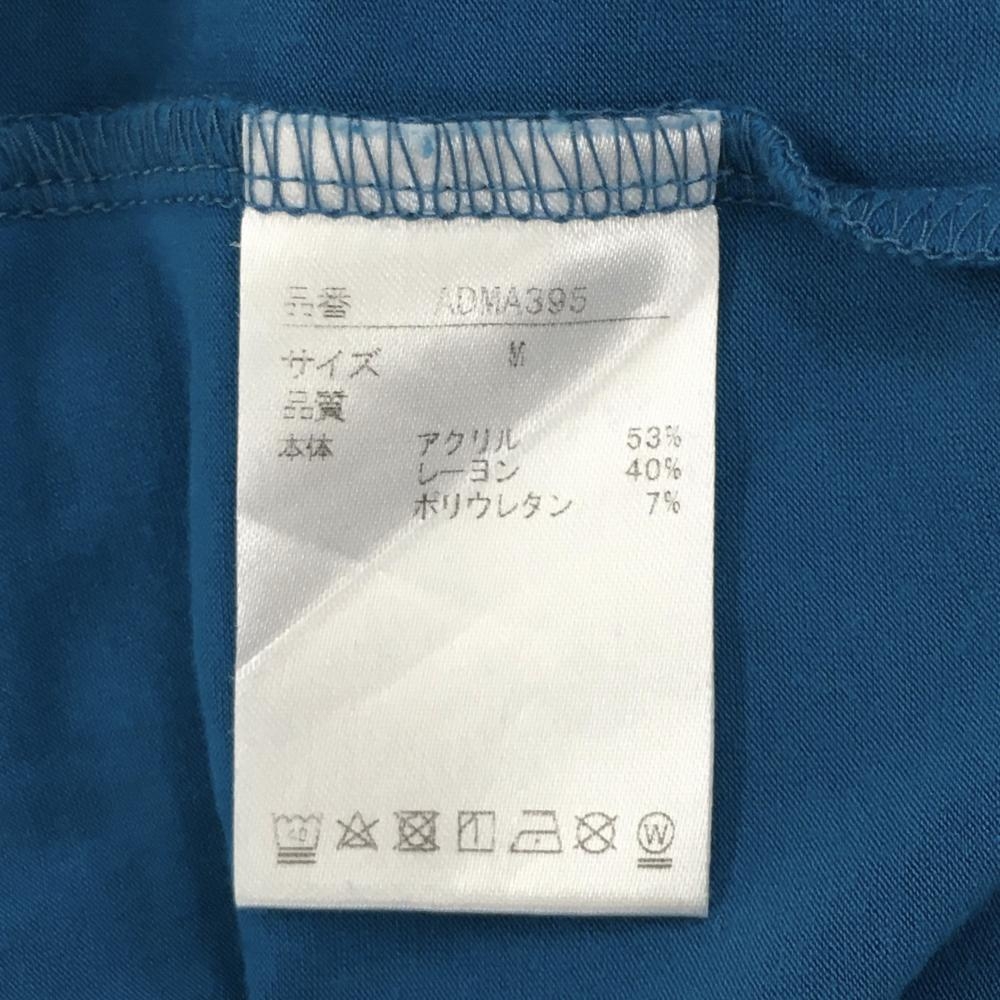 品番 ADMA395
サイズ M
品質
本体 アクリル 53%
レーヨン 40%
ポリウレタン 7%
40 W